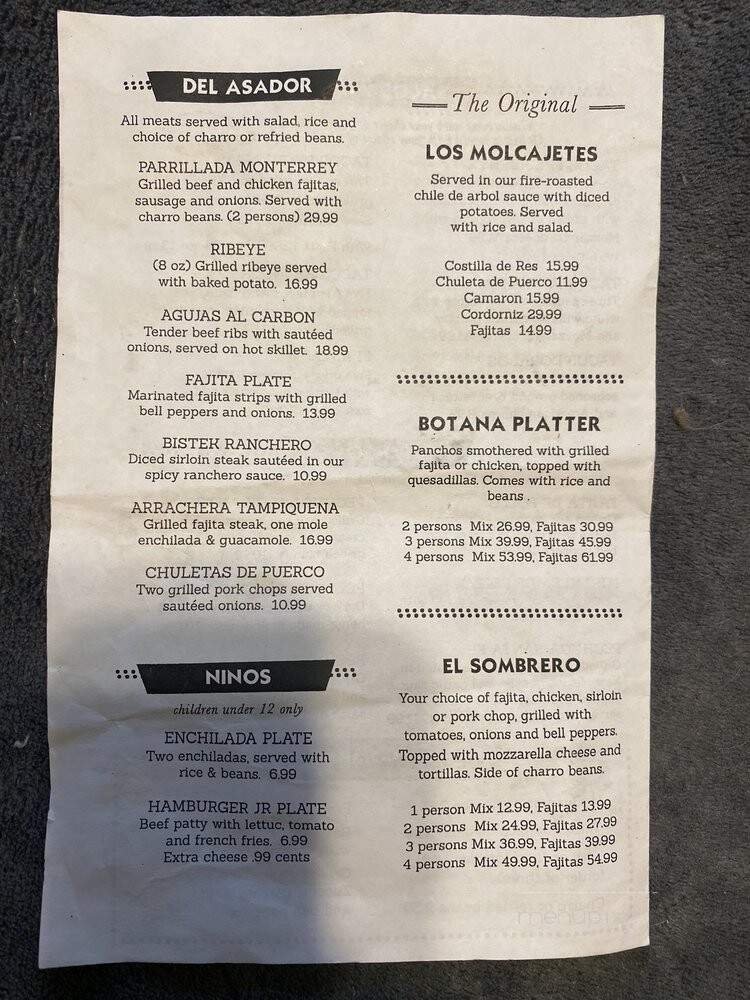 DEL ASADOR
All meats served with salad, rice and
choice of charro or refried beans.
PARRILLADA MONTERREY
Grilled beef and chicken fajitas,
sausage and onions. Served with
charro beans. (2 persons) 29.99
RIBEYE
(8 oz) Grilled ribeye served
with baked potato. 16.99
AGUJAS AL CARBON
Tender beef ribs with sautéed
onions, served on hot skillet. 18.99
FAJITA PLATE
Marinated fajita strips with grilled
bell peppers and onions. 13.99
BISTEK RANCHERO
Diced sirloin steak sautéed in our
spicy ranchero sauce. 10.99
ARRACHERA TAMPIQUENA
Grilled fajita steak, one mole
enchilada & guacamole. 16.99
CHULETAS DE PUERCO
Two grilled pork chops served
sautéed onions. 10.99
NINOS
children under 12 only
ENCHILADA PLATE
Two enchiladas, served with
rice & beans. 6.99
HAMBURGER JR PLATE
Beef patty with lettuc, tomato
and french fries. 6.99
Extra cheese .99 cents
The Original
LOS MOLCAJETES
Served in our fire-roasted
chile de arbol sauce with diced
potatoes. Served
with rice and salad.
Costilla de Res 15.99
Chuleta de Puerco 11.99
Camaron 15.99
Cordorniz 29.99
Fajitas 14.99
BOTANA PLATTER
Panchos smothered with grilled
fajita or chicken, topped with
quesadillas. Comes with rice and
beans .
2 persons Mix 26.99, Fajitas 30.99
3 persons Mix 39.99, Fajitas 45.99
4 persons Mix 53.99, Fajitas 61.99
EL SOMBRERO
Your choice of fajita, chicken, sirloin
or pork chop, grilled with
tomatoes, onions and bell peppers.
Topped with mozzarella cheese and
tortillas. Side of charro beans.
1 person Mix 12.99, Fajitas 13.99
2 persons Mix 24.99, Fajitas 27.99
3 persons Mix 36.99, Fajitas 39.99
4 persons Mix 49.99, Fajitas 54.99